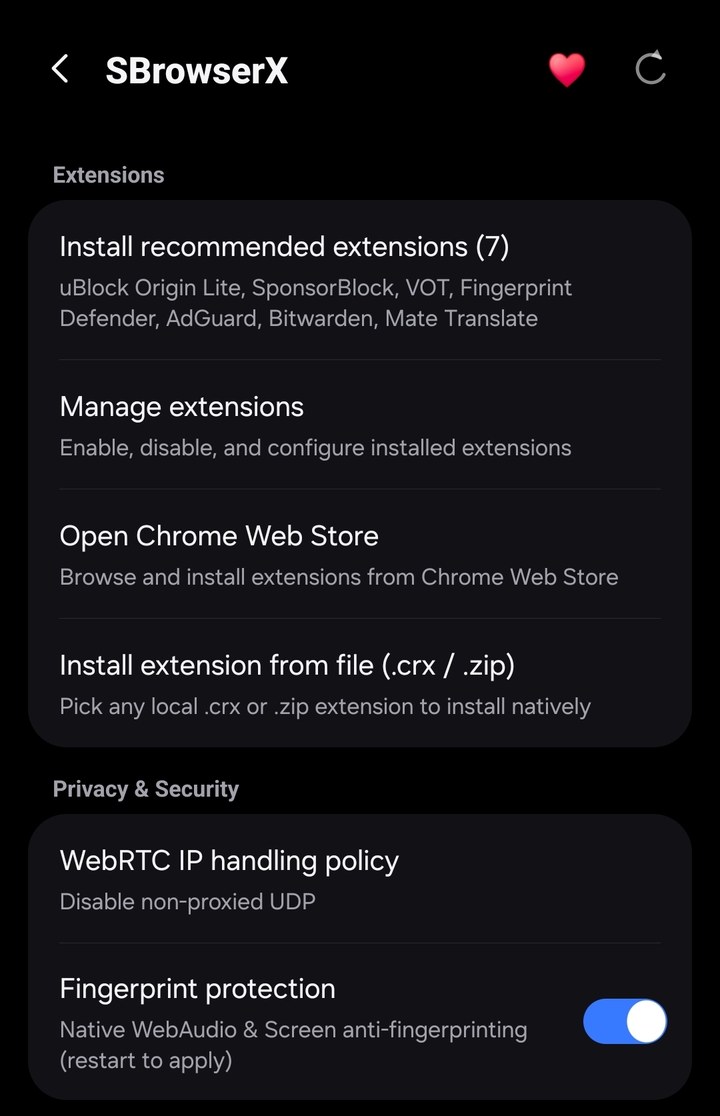 SBrowserX
Extensions
Install recommended extensions (7)
uBlock Origin Lite, SponsorBlock, VOT, Fingerprint
Defender, AdGuard, Bitwarden, Mate Translate
Manage extensions
Enable, disable, and configure installed extensions
Open Chrome Web Store
Browse and install extensions from Chrome Web Store
Install extension from file (.crx / .zip)
Pick any local .crx or .zip extension to install natively
Privacy & Security
WebRTC IP handling policy
Disable non-proxied UDP
Fingerprint protection
Native WebAudio & Screen anti-fingerprinting
(restart to apply)